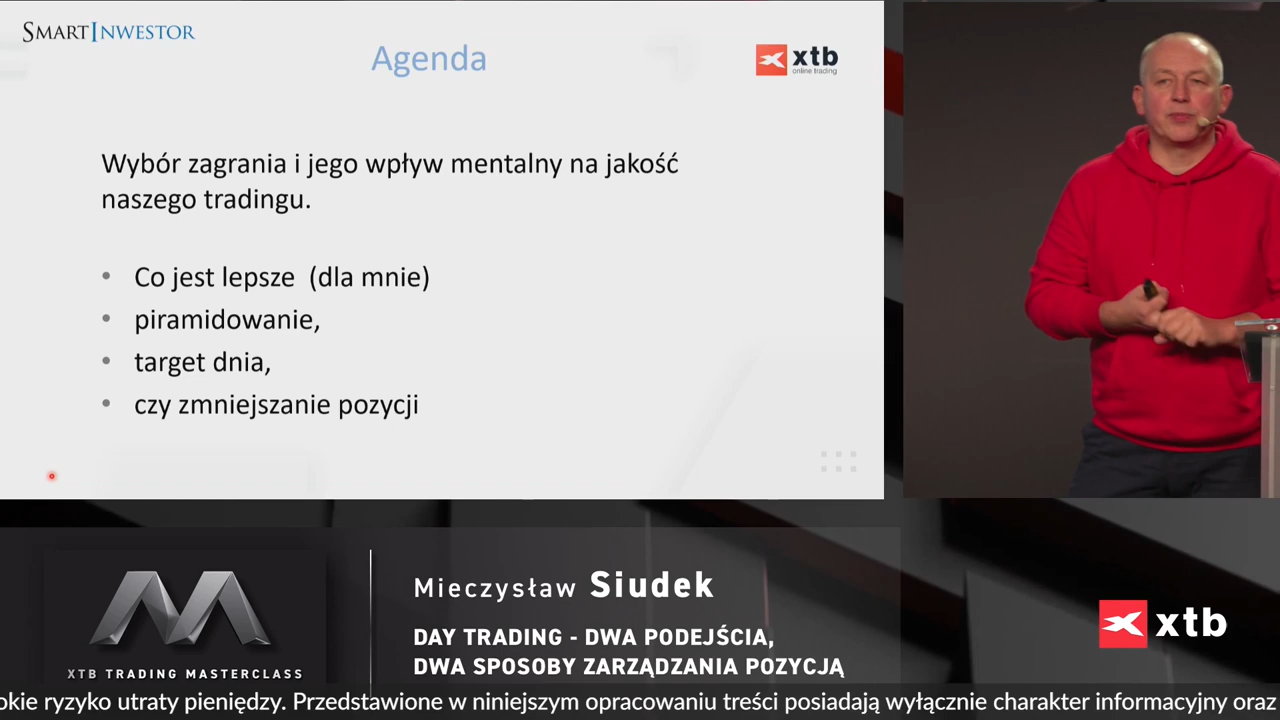 SMARTINWESTOR
Agenda
xtb
online trading
Wybór zagrania i jego wpływ mentalny na jakość
naszego tradingu.
• Co jest lepsze (dla mnie)
• piramidowanie,
• target dnia,
• czy zmniejszanie pozycji
Mieczysław Siudek
DAY TRADING - DWA PODEJŚCIA,
DWA SPOSOBY ZARZĄDZANIA POZYCJĄ
XTB TRADING MASTERCLASS
xtb
okie ryzyko utraty pieniędzy. Przedstawione w niniejszym opracowaniu treści posiadają wyłącznie charakter informacyjny oraz